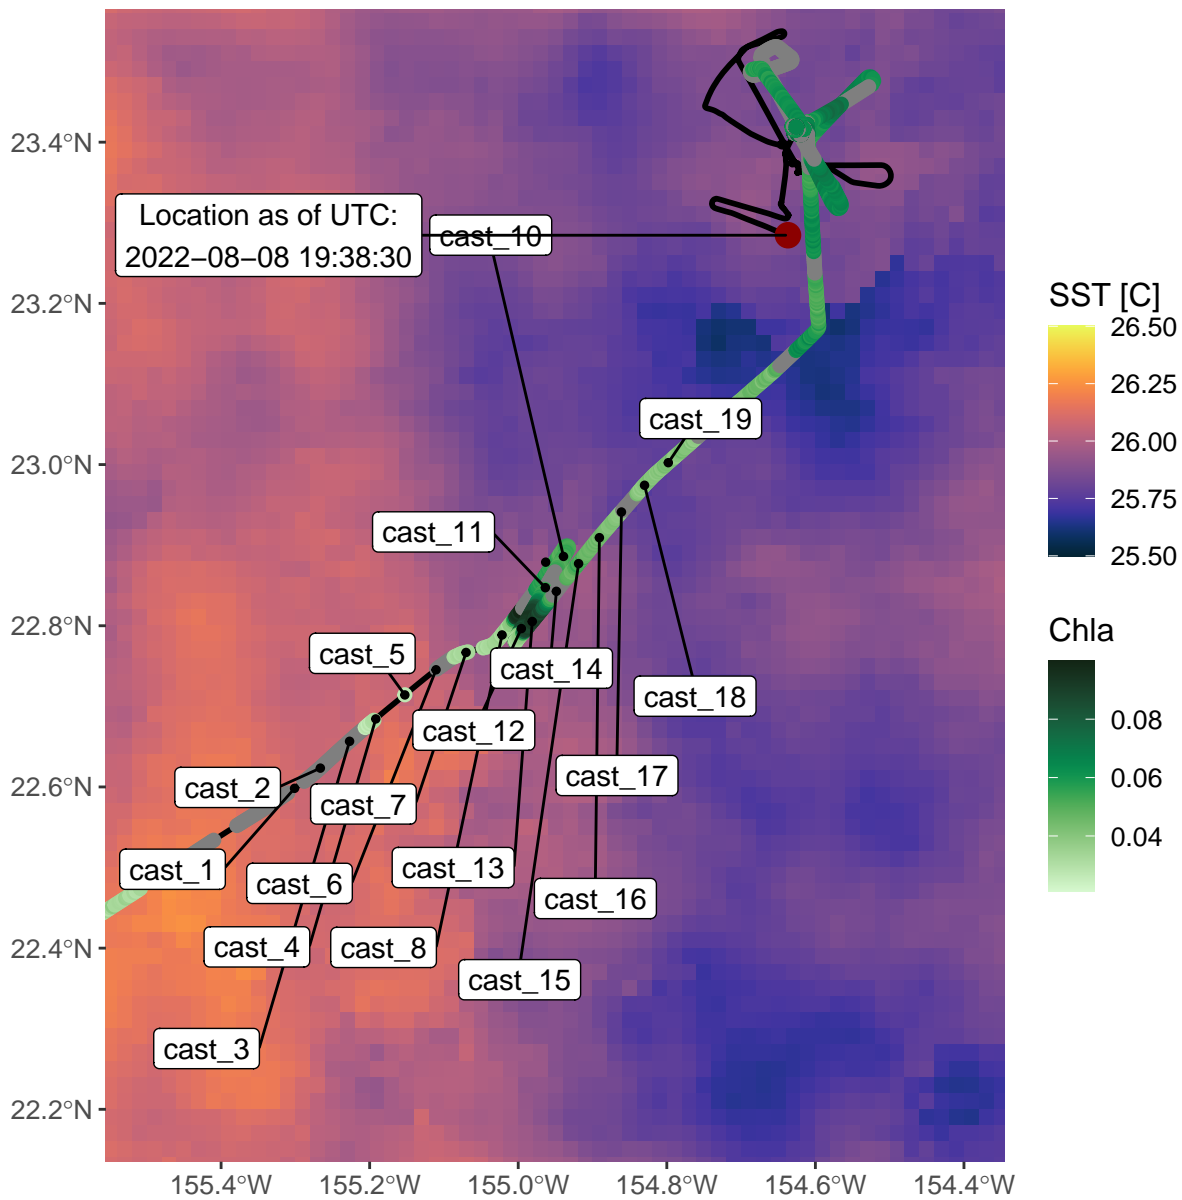 23.4°N
Location as of UTC:
2022−08−08 19:38:30
cast_10
23.2°N
SST [C]
26.50
26.25
26.00
25.75
25.50
cast_19
23.0°N
cast_11
22.8°N
cast_5
cast_14
cast_18
Chla
0.08
0.06
0.04
cast_12
cast_2
cast_7
cast_17
22.6°N
cast_1
cast_6
cast_13
cast_16
cast_4
cast_8
22.4°N
cast_15
cast_3
22.2°N
155.4°W
155.2°W
155.0°W
154.8°W
154.6°W
154.4°W